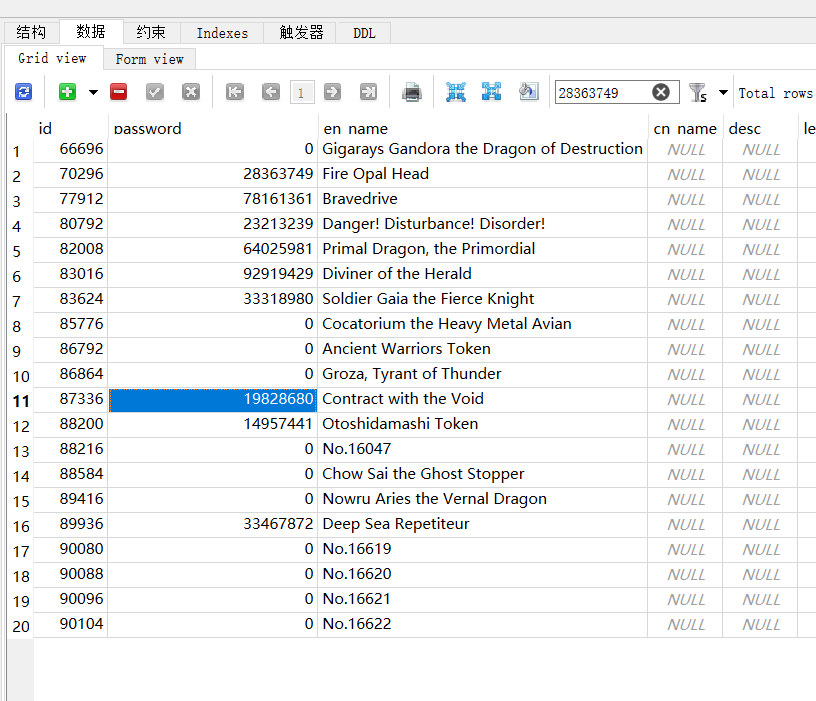 结构 数据 约束 Indexes 触发器 DDL
Grid view Form view
1 28363749 Total rows
id password en_name cn_name desc le
1 66696 0 Gigarays Gandora the Dragon of Destruction NULL NULL
2 70296 28363749 Fire Opal Head NULL NULL
3 77912 78161361 Bravedrive NULL NULL
4 80792 23213239 Danger! Disturbance! Disorder! NULL NULL
5 82008 64025981 Primal Dragon, the Primordial NULL NULL
6 83016 92919429 Diviner of the Herald NULL NULL
7 83624 33318980 Soldier Gaia the Fierce Knight NULL NULL
8 85776 0 Cocatorium the Heavy Metal Avian NULL NULL
9 86792 0 Ancient Warriors Token NULL NULL
10 86864 0 Groza, Tyrant of Thunder NULL NULL
11 87336 19828680 Contract with the Void NULL NULL
12 88200 14957441 Otoshidamashi Token NULL NULL
13 88216 0 No.16047 NULL NULL
14 88584 0 Chow Sai the Ghost Stopper NULL NULL
15 89416 0 Nowru Aries the Vernal Dragon NULL NULL
16 89936 33467872 Deep Sea Repetiteur NULL NULL
17 90080 0 No.16619 NULL NULL
18 90088 0 No.16620 NULL NULL
19 90096 0 No.16621 NULL NULL
20 90104 0 No.16622 NULL NULL